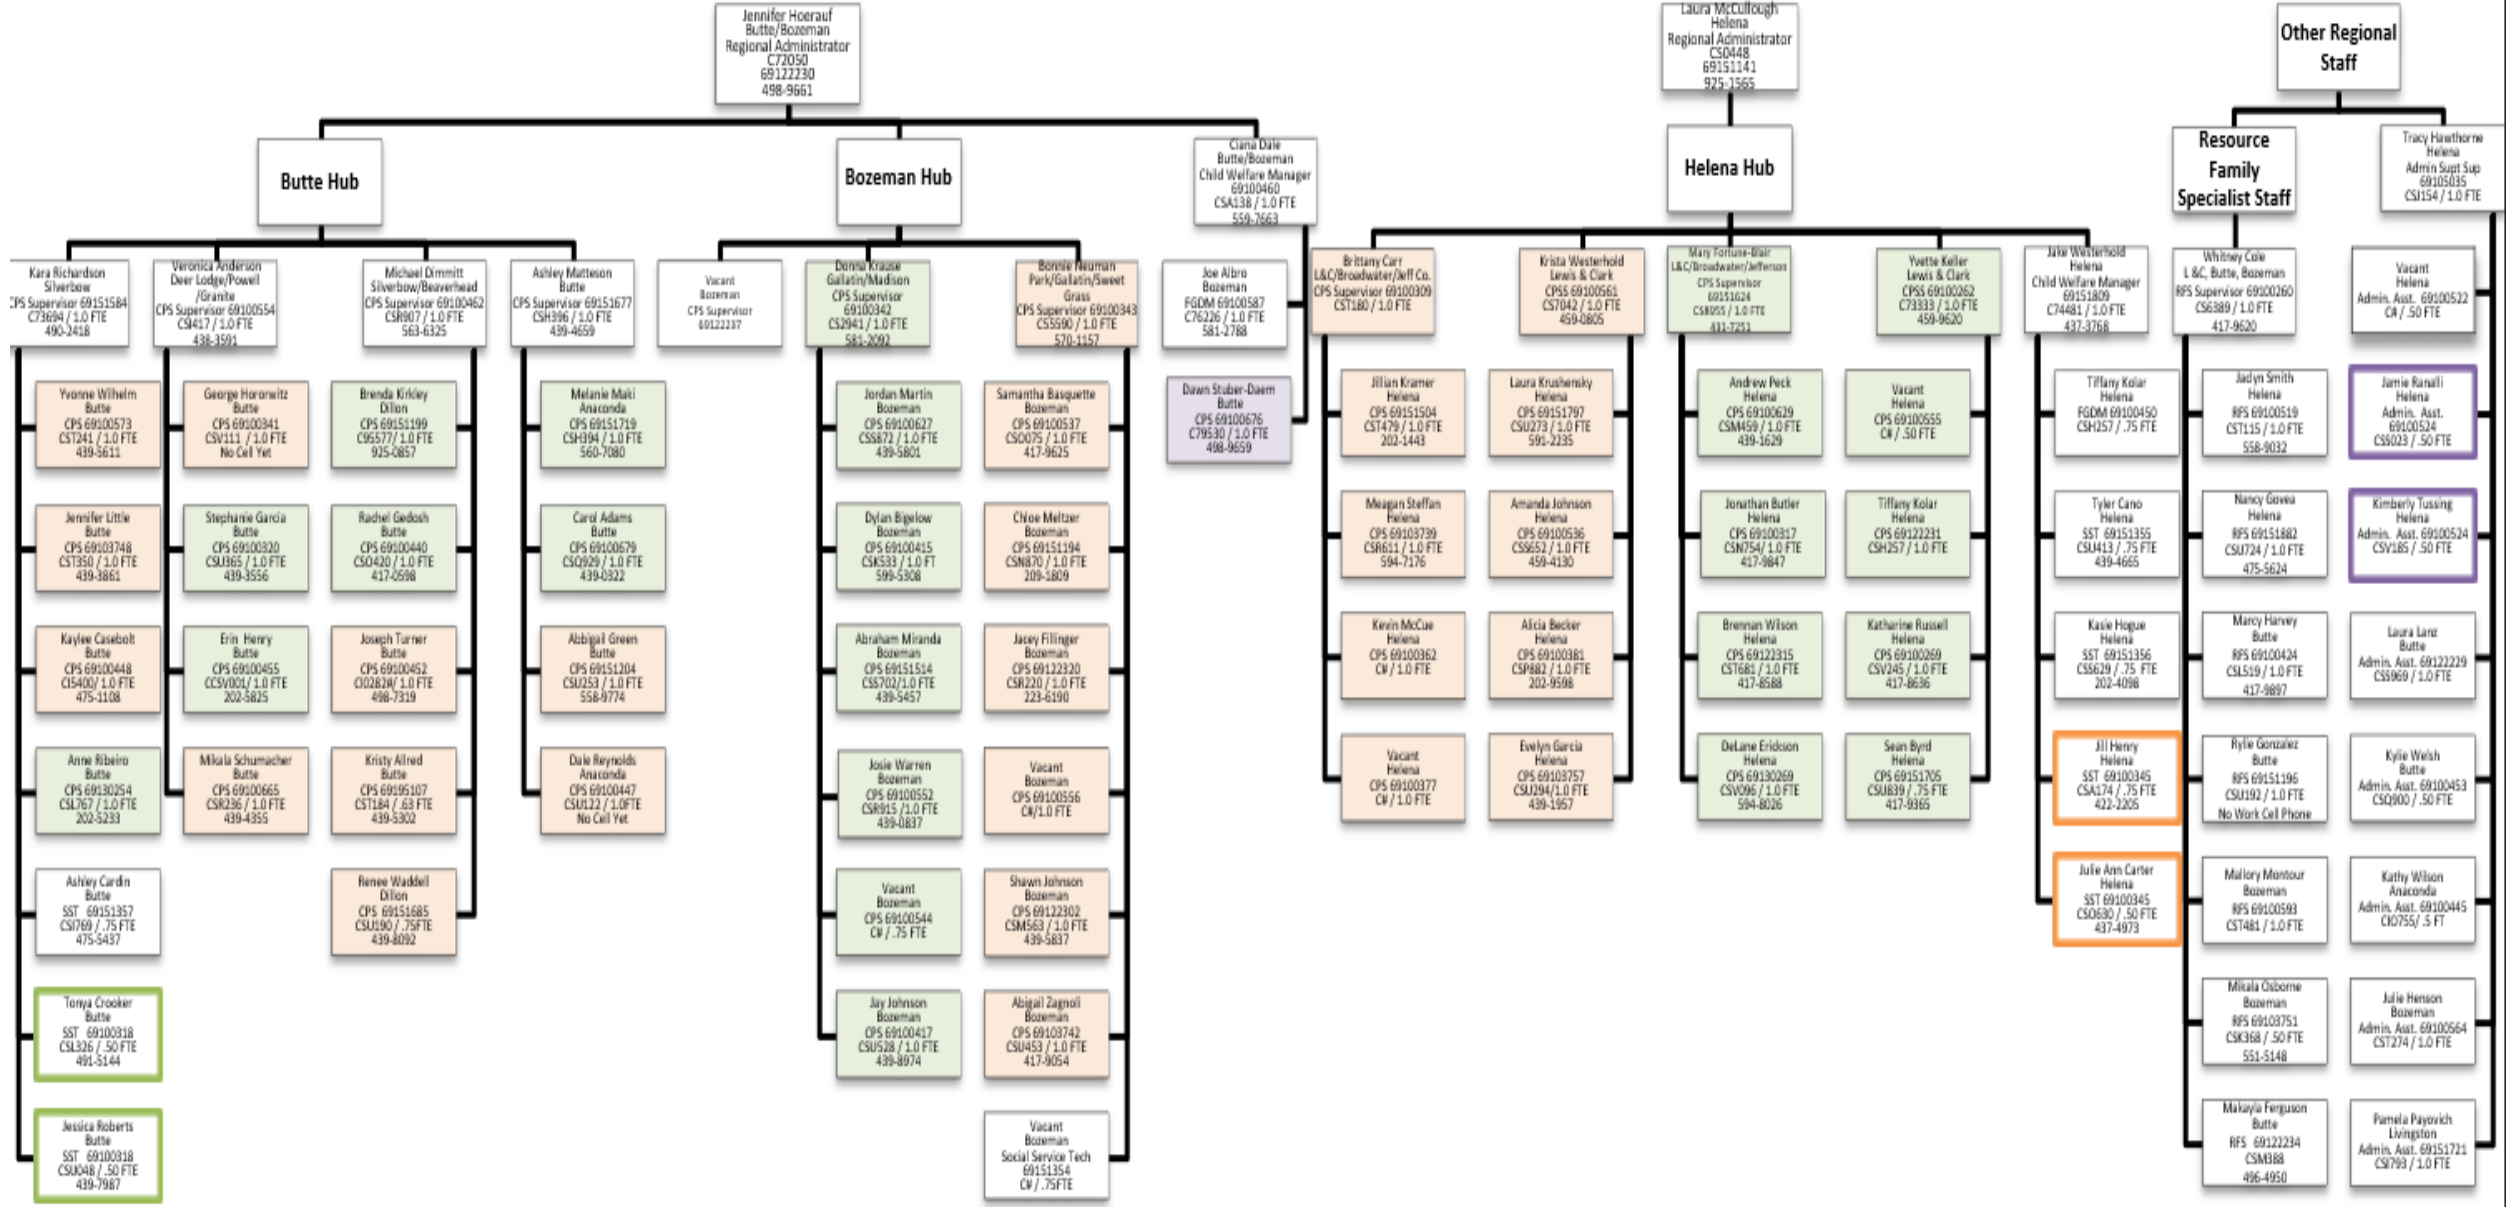 Jennifer Hoerauf
Butte/Bozeman
Regional Administrator
C72050
69122230
498-9661
Laura McCullough
Helena
Regional Administrator
CS0448
69151141
925-1565
Other Regional
Staff
Butte Hub
Bozeman Hub
Ciana Dale
Butte/Bozeman
Child Welfare Manager
69100460
CSA138 / 1.0 FTE
559-7663
Helena Hub
Resource
Family
Specialist Staff
Tracy Hawthorne
Helena
Admin Supt Sup
69105035
CSJ154 / 1.0 FTE
Kara Richardson
Silverbow
CPS Supervisor 69151584
C73694 / 1.0 FTE
490-2418
Veronica Anderson
Deer Lodge/Powell
/Granite
CPS Supervisor 69100554
CSI417 / 1.0 FTE
438-3591
Michael Dimmitt
Silverbow/Beaverhead
CPS Supervisor 69100462
CSR907 / 1.0 FTE
563-6325
Ashley Matteson
Butte
CPS Supervisor 69151677
CSH396 / 1.0 FTE
439-4659
Vacant
Bozeman
CPS Supervisor
69122237
Donna Krause
Gallatin/Madison
CPS Supervisor
69100342
CS2941 / 1.0 FTE
581-2092
Bonnie Neuman
Park/Gallatin/Sweet
Grass
CPS Supervisor 69100343
CS5590 / 1.0 FTE
570-1157
Joe Albro
Bozeman
FGDM 69100587
C76226 / 1.0 FTE
581-2788
Brittany Carr
L&C/Broadwater/Jeff Co.
CPS Supervisor 69100309
CST180 / 1.0 FTE
Krista Westerhold
Lewis & Clark
CPSS 69100561
CS7042 / 1.0 FTE
459-0805
Mary Fortune-Blair
L&C/Broadwater/Jefferson
CPS Supervisor
69151624
CS8955 / 1.0 FTE
431-7251
Yvette Keller
Lewis & Clark
CPSS 69100262
C73333 / 1.0 FTE
459-9620
Jake Westerhold
Helena
Child Welfare Manager
69151809
C74481 / 1.0 FTE
437-3768
Whitney Cole
L &C, Butte, Bozeman
RFS Supervisor 69100260
CS6389 / 1.0 FTE
417-9620
Vacant
Helena
Admin. Asst. 69100522
C# / .50 FTE
Yvonne Wilhelm
Butte
CPS 69100573
CST241 / 1.0 FTE
439-5611
George Horowitz
Butte
CPS 69100341
CSV111 / 1.0 FTE
No Cell Yet
Brenda Kirkley
Dillon
CPS 69151199
C95577/ 1.0 FTE
925-0857
Melanie Maki
Anaconda
CPS 69151719
CSH394 / 1.0 FTE
560-7080
Jordan Martin
Bozeman
CPS 69100627
CSS872 / 1.0 FTE
439-5801
Samantha Basquette
Bozeman
CPS 69100537
CSO075 / 1.0 FTE
417-9625
Dawn Stuber-Daem
Butte
CPS 69100676
C79530 / 1.0 FTE
498-9659
Jillian Kramer
Helena
CPS 69151504
CST479 / 1.0 FTE
202-1443
Laura Krushensky
Helena
CPS 69151797
CSU273 / 1.0 FTE
591-2235
Andrew Peck
Helena
CPS 69100629
CSM459 / 1.0 FTE
439-1629
Vacant
Helena
CPS 69100555
C# / .50 FTE
Tiffany Kolar
Helena
FGDM 69100450
CSH257 / .75 FTE
Jadyn Smith
Helena
RFS 69100519
CST115 / 1.0 FTE
558-9032
Jamie Ranalli
Helena
Admin. Asst.
69100524
CSS023 / .50 FTE
Jennifer Little
Butte
CPS 69103748
CST350 / 1.0 FTE
439-3861
Stephanie Garcia
Butte
CPS 69100320
CSU365 / 1.0 FTE
439-3556
Rachel Gedosh
Butte
CPS 69100440
CSO420 / 1.0 FTE
417-0598
Carol Adams
Butte
CPS 69100679
CSQ929 / 1.0 FTE
439-0322
Dylan Bigelow
Bozeman
CPS 69100415
CSK533 / 1.0 FT
599-5308
Chloe Meltzer
Bozeman
CPS 69151194
CSN870 / 1.0 FTE
209-1809
Meagan Steffan
Helena
CPS 69103739
CSR611 / 1.0 FTE
594-7176
Amanda Johnson
Helena
CPS 69100536
CSS652 / 1.0 FTE
459-4130
Jonathan Butler
Helena
CPS 69100317
CSN754/ 1.0 FTE
417-9847
Tiffany Kolar
Helena
CPS 69122231
CSH257 / 1.0 FTE
Tyler Cano
Helena
SST 69151355
CSU413 / .75 FTE
439-4665
Nancy Govea
Helena
RFS 69151882
CSU724 / 1.0 FTE
475-5624
Kimberly Tussing
Helena
Admin. Asst. 69100524
CSV185 / .50 FTE
Kaylee Casebolt
Butte
CPS 69100448
CI5400/ 1.0 FTE
475-1108
Erin Henry
Butte
CPS 69100455
CCSV001/ 1.0 FTE
202-5825
Joseph Turner
Butte
CPS 69100452
CI0282#/ 1.0 FTE
498-7319
Abbigail Green
Butte
CPS 69151204
CSU253 / 1.0 FTE
558-9774
Abraham Miranda
Bozeman
CPS 69151514
CS5702/1.0 FTE
439-5457
Jacey Fillinger
Bozeman
CPS 69122320
CSR220 / 1.0 FTE
223-6190
Kevin McCue
Helena
CPS 69100362
C# / 1.0 FTE
Alicia Becker
Helena
CPS 69100381
CSP882 / 1.0 FTE
202-9598
Brennan Wilson
Helena
CPS 69122315
CST681 / 1.0 FTE
417-8588
Katharine Russell
Helena
CPS 69100269
CSV245 / 1.0 FTE
417-8636
Kasie Hogue
Helena
SST 69151356
CSS629 / .75 FTE
202-4098
Marcy Harvey
Butte
RFS 69100424
CSL519 / 1.0 FTE
417-9897
Laura Lanz
Butte
Admin. Asst. 69122229
CSS969 / 1.0 FTE
Anne Ribeiro
Butte
CPS 69130254
CSL767 / 1.0 FTE
202-5233
Mikala Schumacher
Butte
CPS 69100665
CSR236 / 1.0 FTE
439-4355
Kristy Allred
Butte
CPS 69195107
CST184 / .63 FTE
439-5302
Dale Reynolds
Anaconda
CPS 69100447
CSU122 / 1.0FTE
No Cell Yet
Josie Warren
Bozeman
CPS 69100552
CSR915 /1.0 FTE
439-0837
Vacant
Bozeman
CPS 69100556
C#/1.0 FTE
Vacant
Helena
CPS 69100377
C# / 1.0 FTE
Evelyn Garcia
Helena
CPS 69103757
CSU294/1.0 FTE
439-1957
DeLane Erickson
Helena
CPS 69130269
CSV096 / 1.0 FTE
594-8026
Sean Byrd
Helena
CPS 69151705
CSU839 / .75 FTE
417-9365
Jill Henry
Helena
SST 69100345
CSA174 / .75 FTE
422-2205
Rylie Gonzalez
Butte
RFS 69151196
CSU192 / 1.0 FTE
No Work Cell Phone
Kylie Welsh
Butte
Admin. Asst. 69100453
CSQ900 / .50 FTE
Ashley Cardin
Butte
SST 69151357
CSI769 / .75 FTE
475-5437
Renee Waddell
Dillon
CPS 69151685
CSU190 / .75FTE
439-8092
Vacant
Bozeman
CPS 69100544
C# / .75 FTE
Shawn Johnson
Bozeman
CPS 69122302
CSM563 / 1.0 FTE
439-5837
Julie Ann Carter
Helena
SST 69100345
CSO630 / .50 FTE
437-4973
Mallory Montour
Bozeman
RFS 69100593
CST481 / 1.0 FTE
Kathy Wilson
Anaconda
Admin. Asst. 69100445
CIO755/ .5 FT
Tonya Crooker
Butte
SST 69100318
CSL326 / .50 FTE
491-5144
Jay Johnson
Bozeman
CPS 69100417
CSU528 / 1.0 FTE
439-8974
Abigail Zagnoli
Bozeman
CPS 69103742
CSU453 / 1.0 FTE
417-9054
Mikala Osborne
Bozeman
RFS 69103751
CSK368 / .50 FTE
551-5148
Julie Henson
Bozeman
Admin. Asst. 69100564
CST274 / 1.0 FTE
Jessica Roberts
Butte
SST 69100318
CSU048 / .50 FTE
439-7987
Vacant
Bozeman
Social Service Tech
69151354
C# / .75FTE
Makayla Ferguson
Butte
RFS 69122234
CSM388
496-4950
Pamela Payovich
Livingston
Admin. Asst. 69151721
CSI793 / 1.0 FTE